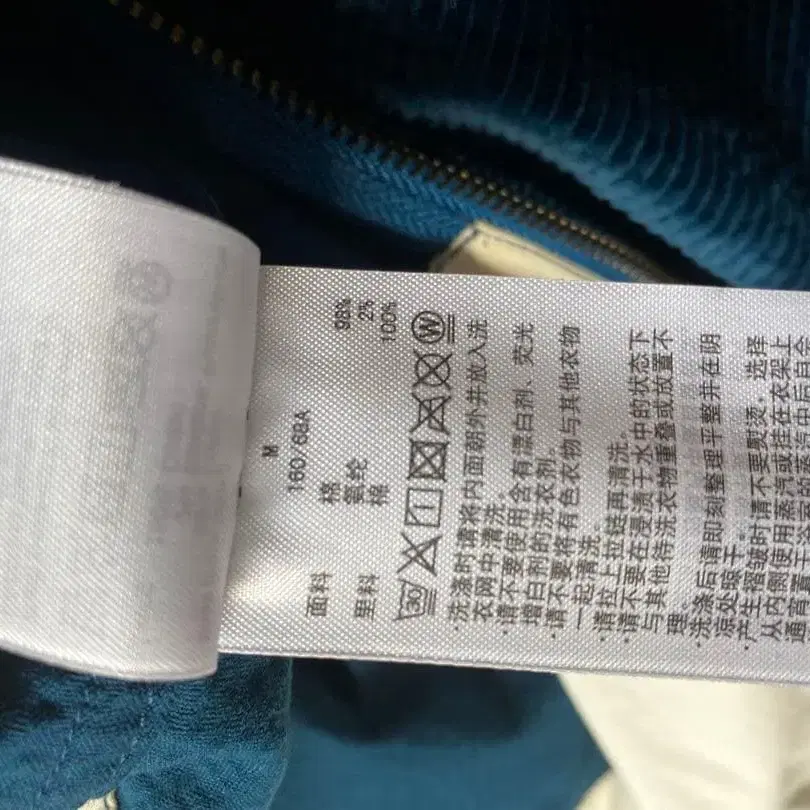 M
160/68A
面料 棉 98%
氨纶 2%
里料 棉 100%
30
W
·洗涤时请将内面朝外并放入洗
衣网中清洗。
·请不要使用含有漂白剂、荧光
增白剂的洗衣剂。
·请不要将有色衣物与其他衣物
一起清洗。
·请拉上拉链再清洗。
·请不要在浸渍于水中的状态下
与其他待洗衣物重叠或放置不
理。
·洗涤后请即刻整理平整并在阴
凉处晾干。
·产生褶皱时请不要熨烫，选择
从内侧使用蒸汽或挂在衣架上